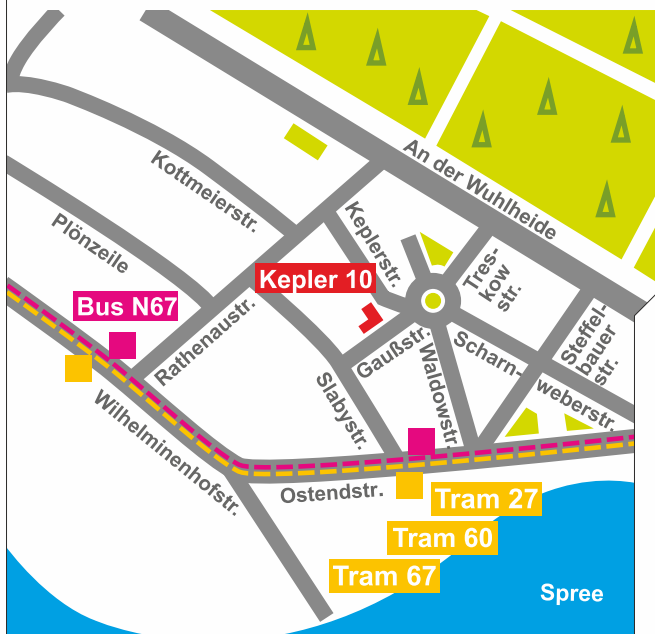 An der Wuhlheide
Kottmeierstr.
Keplerstr.
Plönzeile
Tres-
kow
str.
Kepler 10
Bus N67
Rathenaustr.
Steffel-
bauer
str.
Gaußstr.
Scharn-
weberstr.
Waldowstr.
Slabystr.
Wilhelminenhofstr.
Ostendstr.
Tram 27
Tram 60
Tram 67
Spree